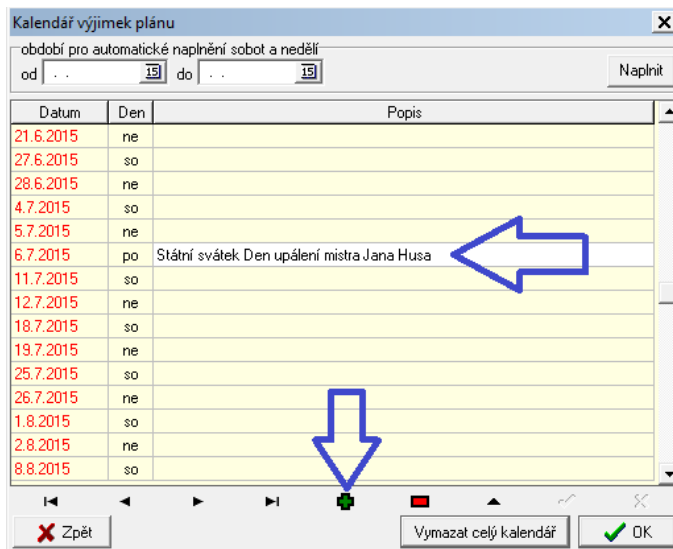 Kalendář výjimek plánu
období pro automatické naplnění sobot a nedělí
od . . 15 do . . 15 Naplnit
Datum Den Popis
21.6.2015 ne
27.6.2015 so
28.6.2015 ne
4.7.2015 so
5.7.2015 ne
6.7.2015 po Státní svátek Den upálení mistra Jana Husa
11.7.2015 so
12.7.2015 ne
18.7.2015 so
19.7.2015 ne
25.7.2015 so
26.7.2015 ne
1.8.2015 so
2.8.2015 ne
8.8.2015 so
Zpět Vymazat celý kalendář OK